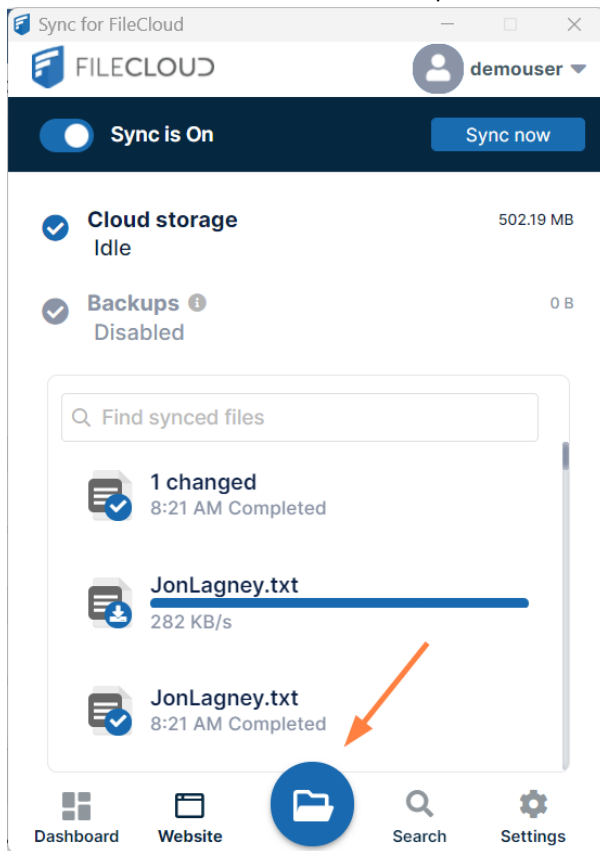 Sync for FileCloud
FILECLOUD
demouser
Sync is On
Sync now
Cloud storage
502.19 MB
Idle
Backups
0 B
Disabled
Find synced files
1 changed
8:21 AM Completed
JonLagney.txt
282 KB/s
JonLagney.txt
8:21 AM Completed
Dashboard
Website
Search
Settings